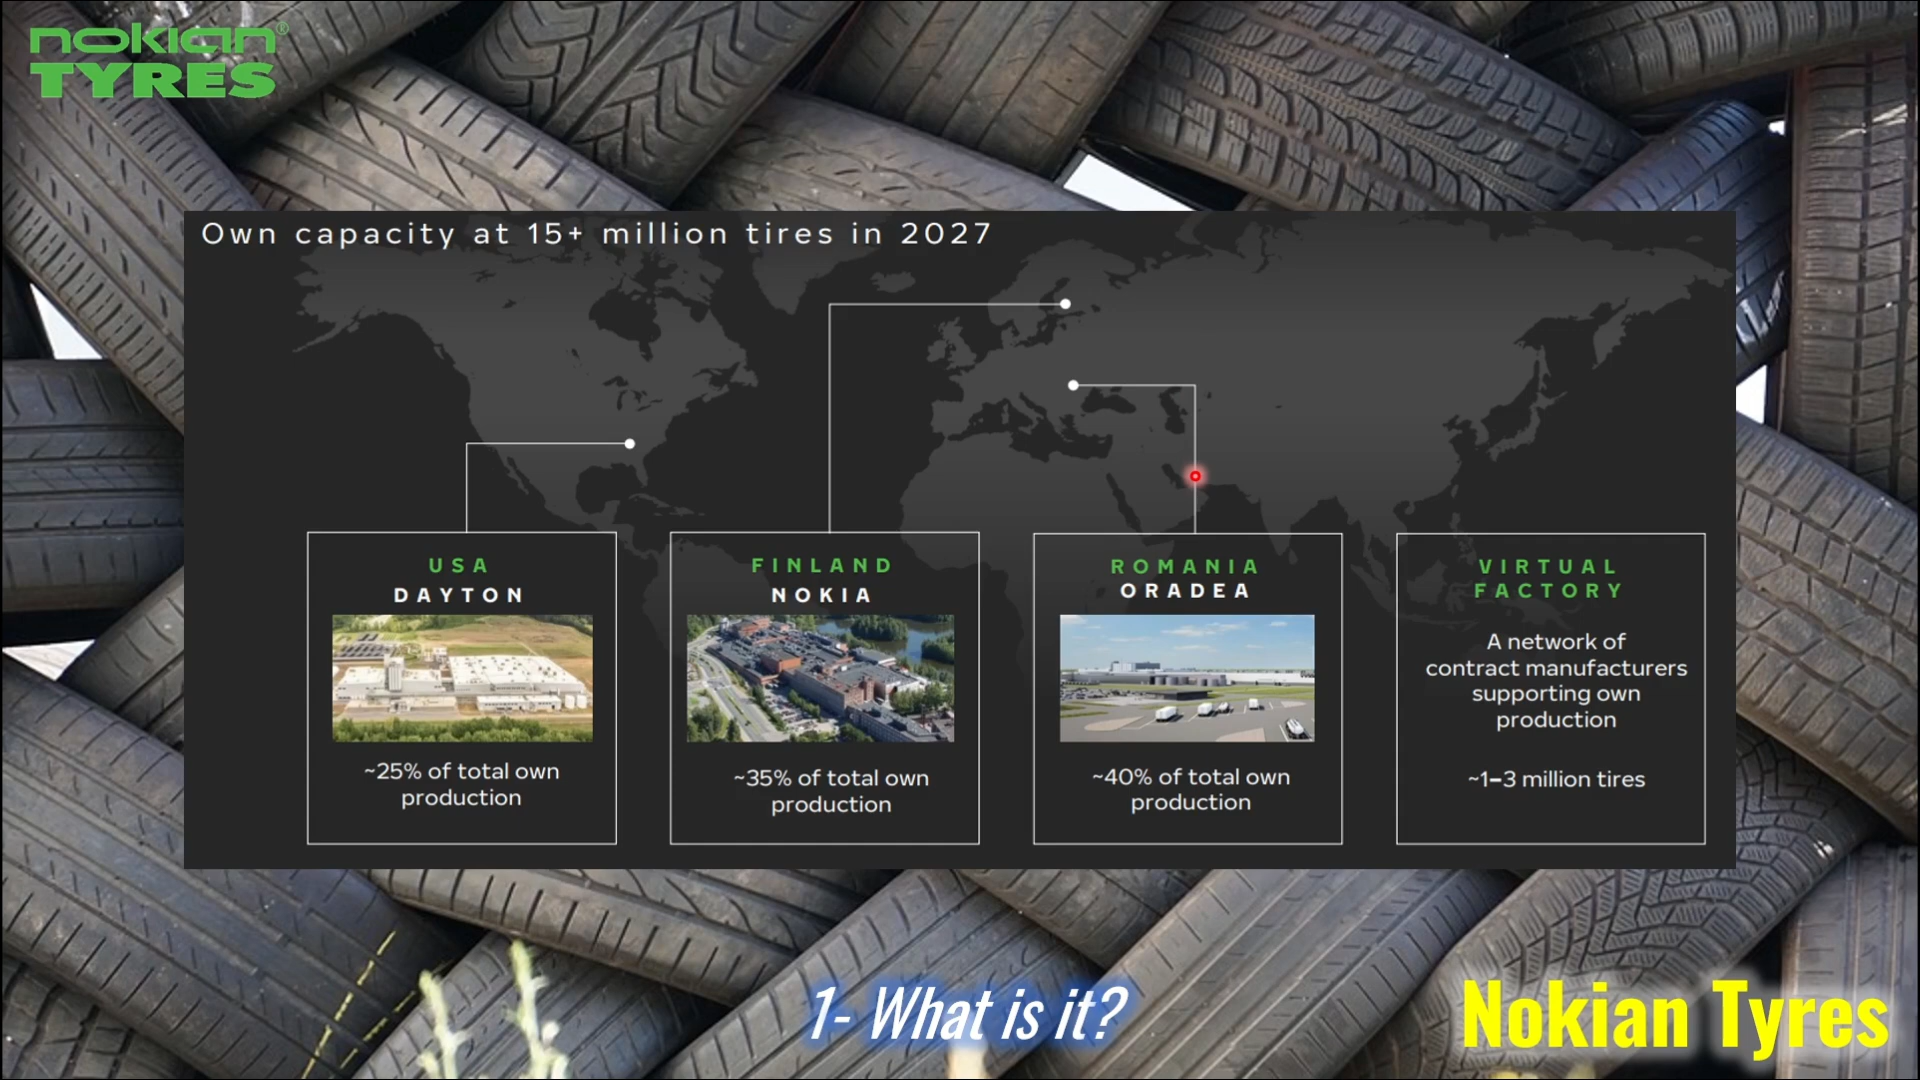 nokian®
TYRES
Own capacity at 15+ million tires in 2027
USA
DAYTON
~25% of total own
production
FINLAND
NOKIA
~35% of total own
production
ROMANIA
ORADEA
~40% of total own
production
VIRTUAL
FACTORY
A network of
contract manufacturers
supporting own
production
~1–3 million tires
1- What is it?
Nokian Tyres